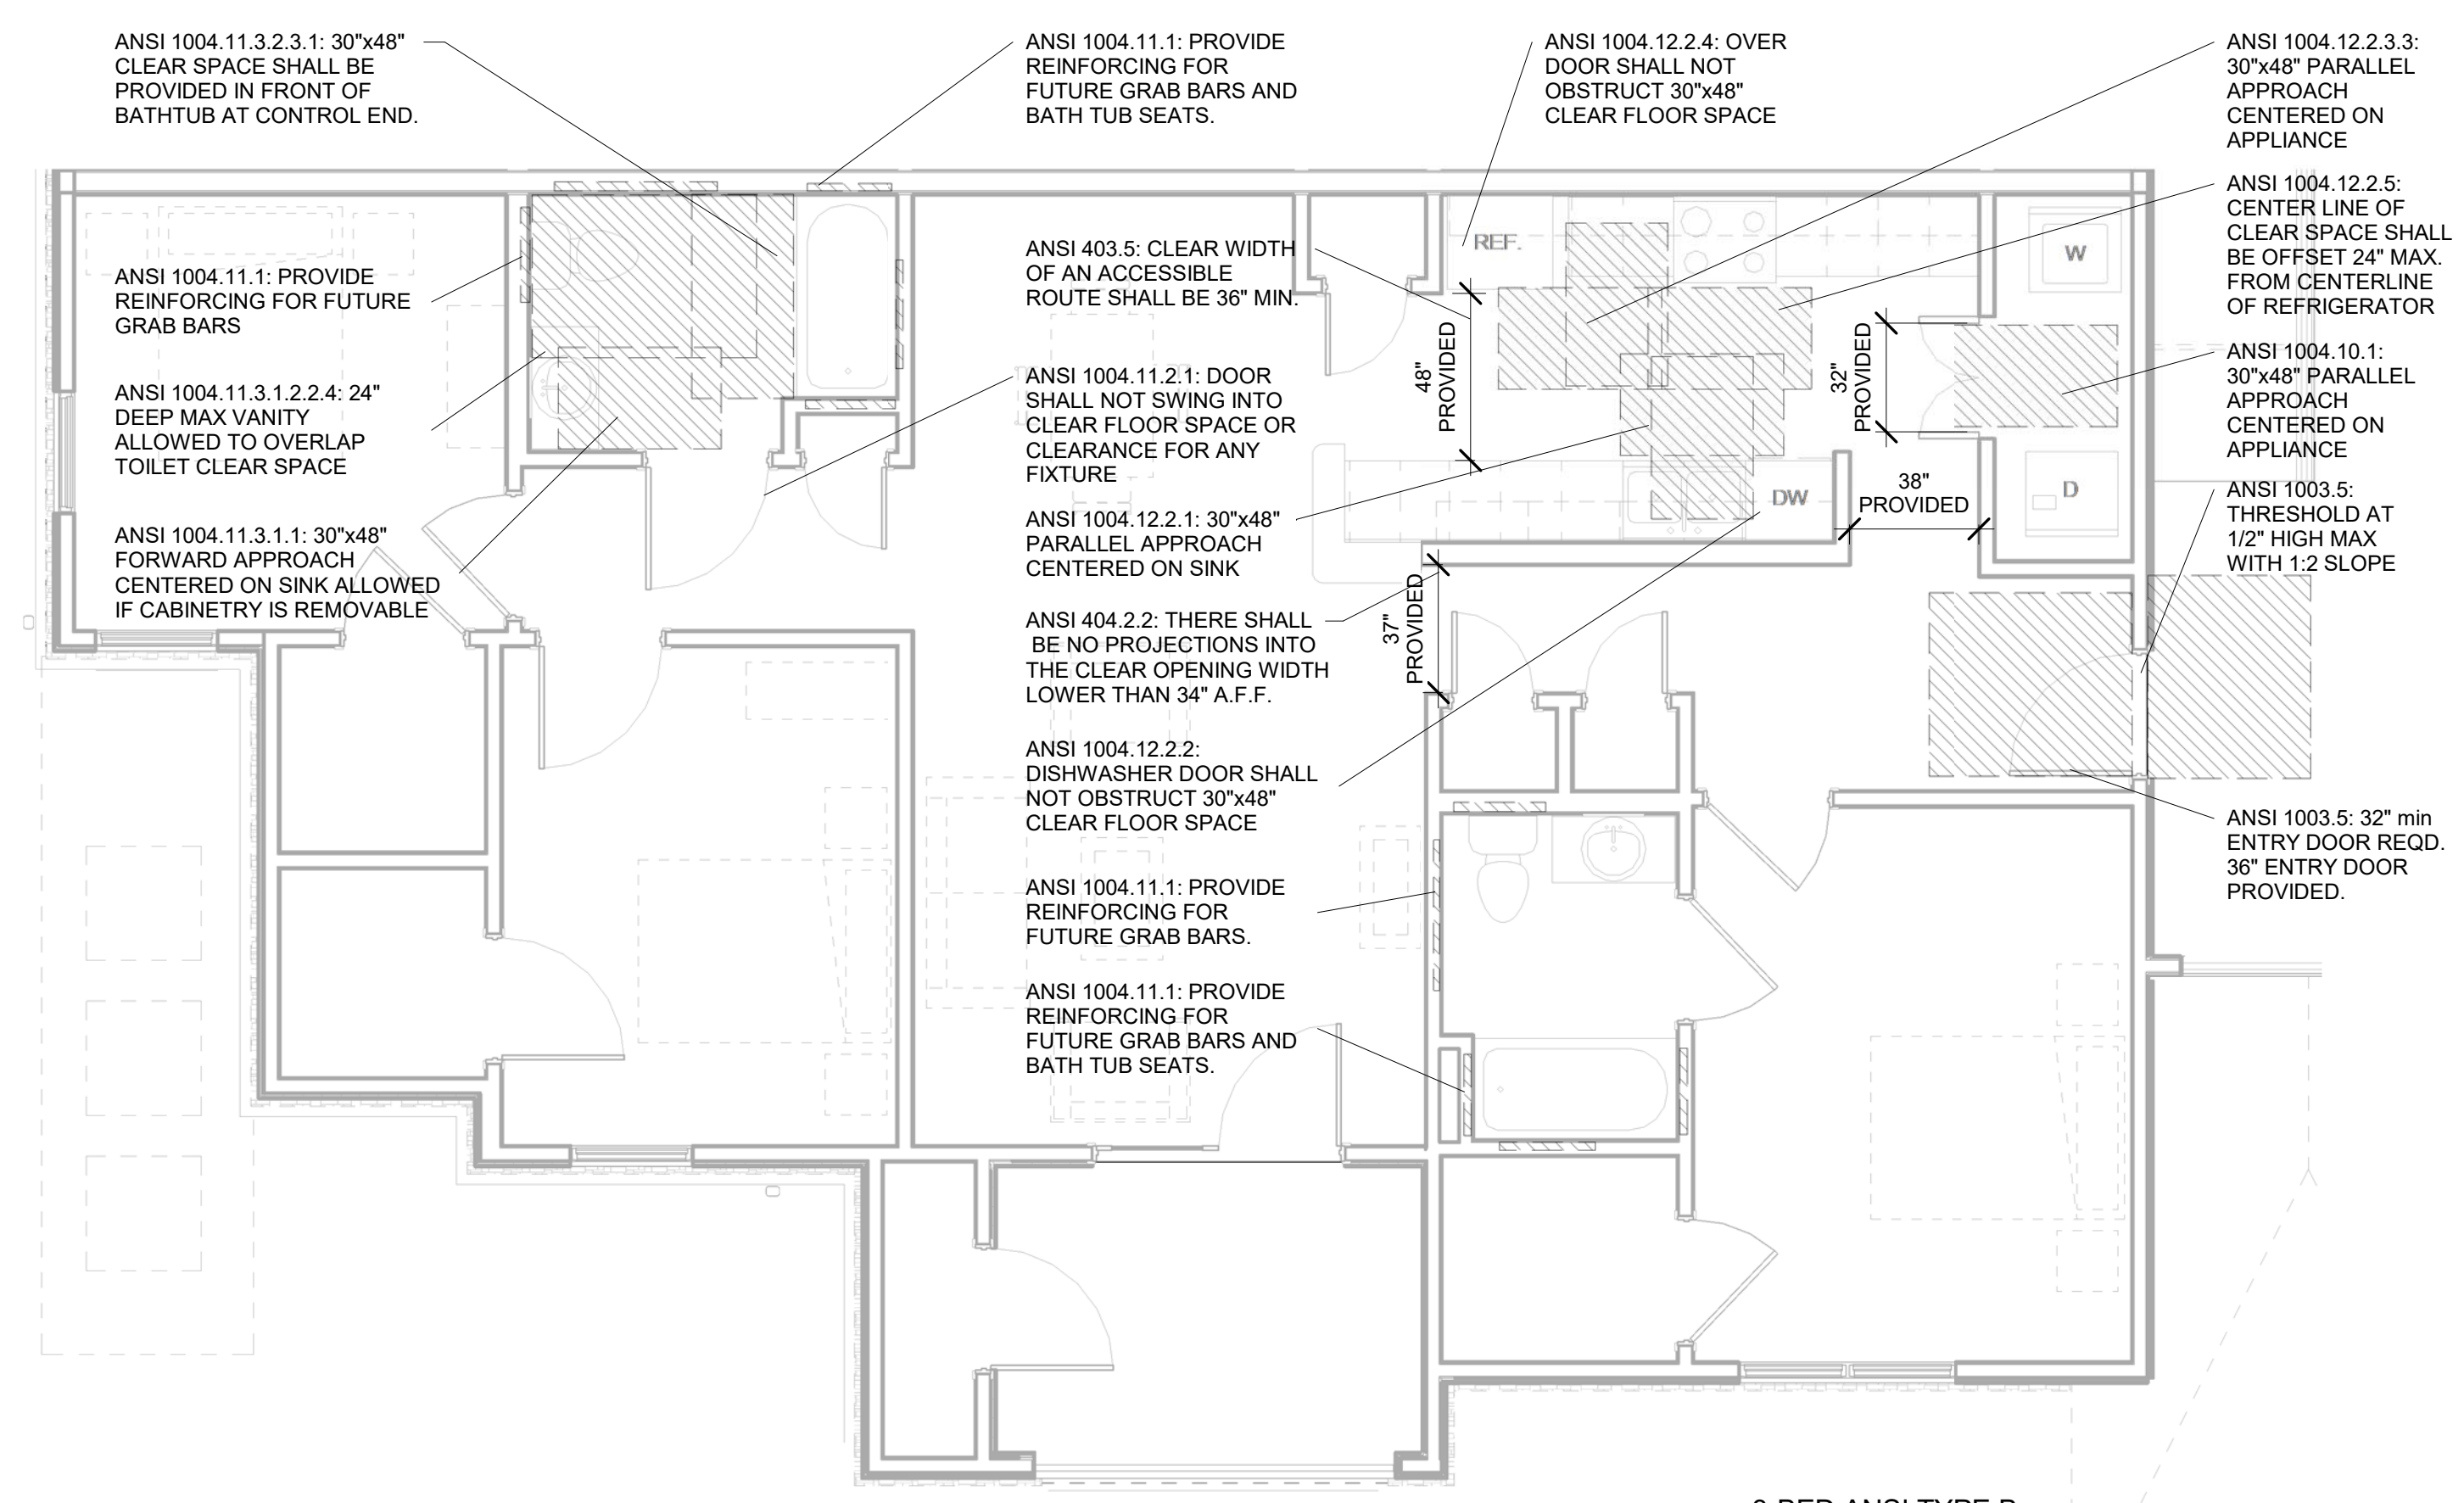 ANSI 1004.11.3.2.3.1: 30"x48"
CLEAR SPACE SHALL BE
PROVIDED IN FRONT OF
BATHTUB AT CONTROL END.
ANSI 1004.11.1: PROVIDE
REINFORCING FOR
FUTURE GRAB BARS AND
BATH TUB SEATS.
ANSI 1004.12.2.4: OVER
DOOR SHALL NOT
OBSTRUCT 30"x48"
CLEAR FLOOR SPACE
ANSI 1004.12.2.3.3:
30"x48" PARALLEL
APPROACH
CENTERED ON
APPLIANCE
ANSI 1004.11.1: PROVIDE
REINFORCING FOR FUTURE
GRAB BARS
ANSI 1004.11.3.1.2.2.4: 24"
DEEP MAX VANITY
ALLOWED TO OVERLAP
TOILET CLEAR SPACE
ANSI 1004.11.3.1.1: 30"x48"
FORWARD APPROACH
CENTERED ON SINK ALLOWED
IF CABINETRY IS REMOVABLE
ANSI 403.5: CLEAR WIDTH
OF AN ACCESSIBLE
ROUTE SHALL BE 36" MIN.
ANSI 1004.11.2.1: DOOR
SHALL NOT SWING INTO
CLEAR FLOOR SPACE OR
CLEARANCE FOR ANY
FIXTURE
ANSI 1004.12.2.1: 30"x48"
PARALLEL APPROACH
CENTERED ON SINK
ANSI 404.2.2: THERE SHALL
BE NO PROJECTIONS INTO
THE CLEAR OPENING WIDTH
LOWER THAN 34" A.F.F.
ANSI 1004.12.2.2:
DISHWASHER DOOR SHALL
NOT OBSTRUCT 30"x48"
CLEAR FLOOR SPACE
ANSI 1004.11.1: PROVIDE
REINFORCING FOR
FUTURE GRAB BARS.
ANSI 1004.11.1: PROVIDE
REINFORCING FOR
FUTURE GRAB BARS AND
BATH TUB SEATS.
REF.
48"
PROVIDED
37"
PROVIDED
32"
PROVIDED
38"
PROVIDED
DW
W
D
ANSI 1004.12.2.5:
CENTER LINE OF
CLEAR SPACE SHALL
BE OFFSET 24" MAX.
FROM CENTERLINE
OF REFRIGERATOR
ANSI 1004.10.1:
30"x48" PARALLEL
APPROACH
CENTERED ON
APPLIANCE
ANSI 1003.5:
THRESHOLD AT
1/2" HIGH MAX
WITH 1:2 SLOPE
ANSI 1003.5: 32" min
ENTRY DOOR REQD.
36" ENTRY DOOR
PROVIDED.